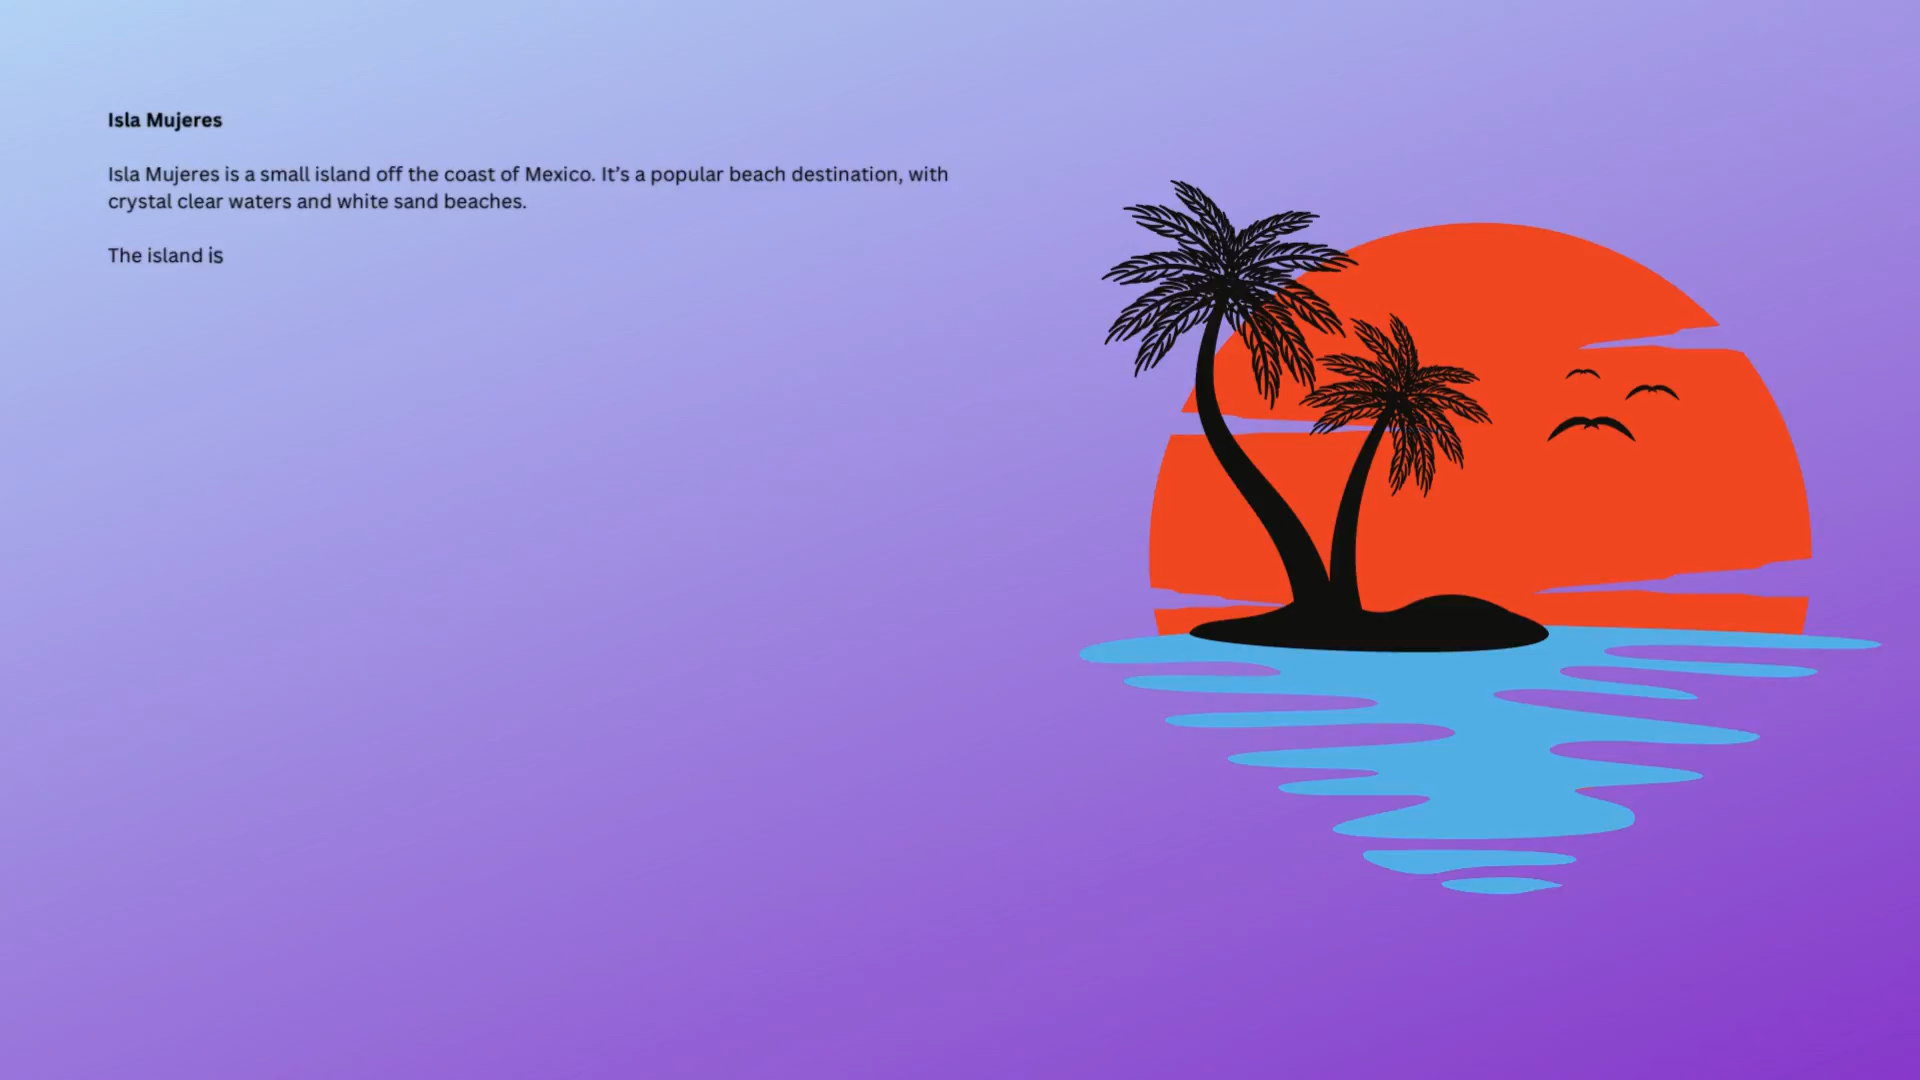 Isla Mujeres
Isla Mujeres is a small island off the coast of Mexico. It’s a popular beach destination, with
crystal clear waters and white sand beaches.
The island is